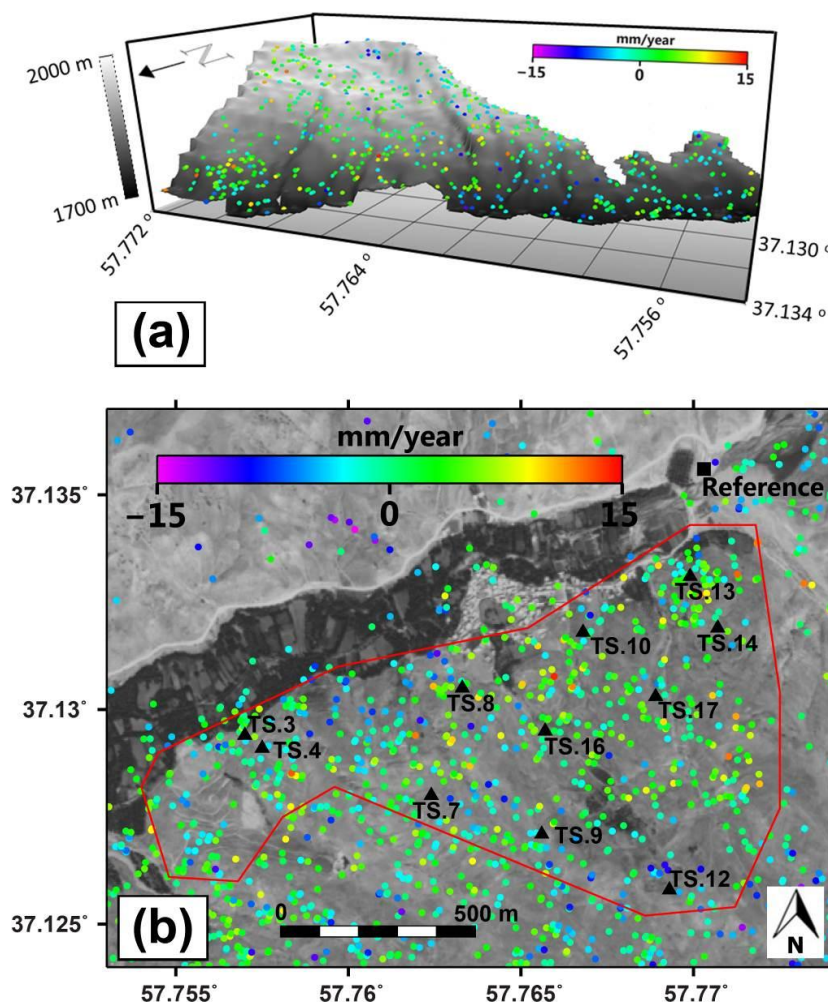 2000 m
N
mm/year
−15 0 15
1700 m
57.772 º
57.764 º
57.756 º
37.130 º
37.134 º
(a)
mm/year
−15 0 15
37.135°
Reference
TS.13
TS.10
TS.14
37.13°
TS.8
TS.17
TS.3
TS.4
TS.16
TS.7
TS.9
TS.12
37.125°
(b)
0 500 m
N
57.755° 57.76° 57.765° 57.77°